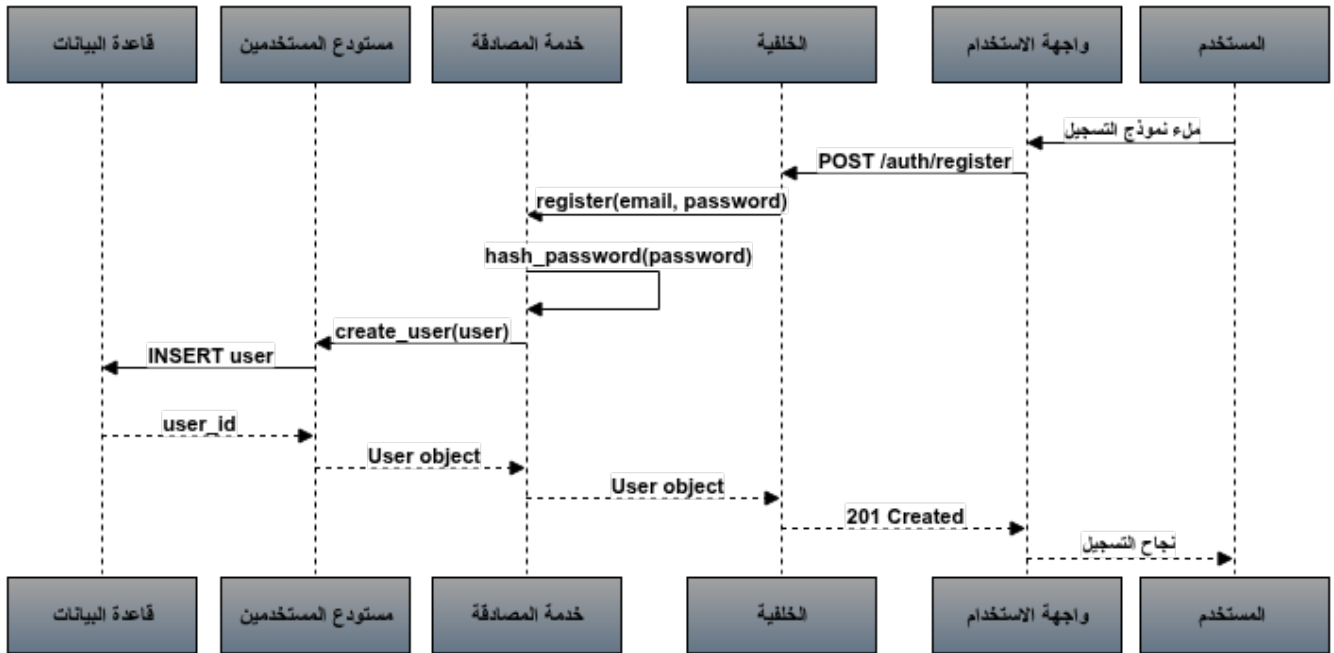 المستخدم
واجهة الاستخدام
الخلفية
خدمة المصادقة
مستودع المستخدمين
قاعدة البيانات
ملء نموذج التسجيل
POST /auth/register
register(email, password)
hash_password(password)
create_user(user)
INSERT user
user_id
User object
User object
201 Created
نجاح التسجيل
المستخدم
واجهة الاستخدام
الخلفية
خدمة المصادقة
مستودع المستخدمين
قاعدة البيانات